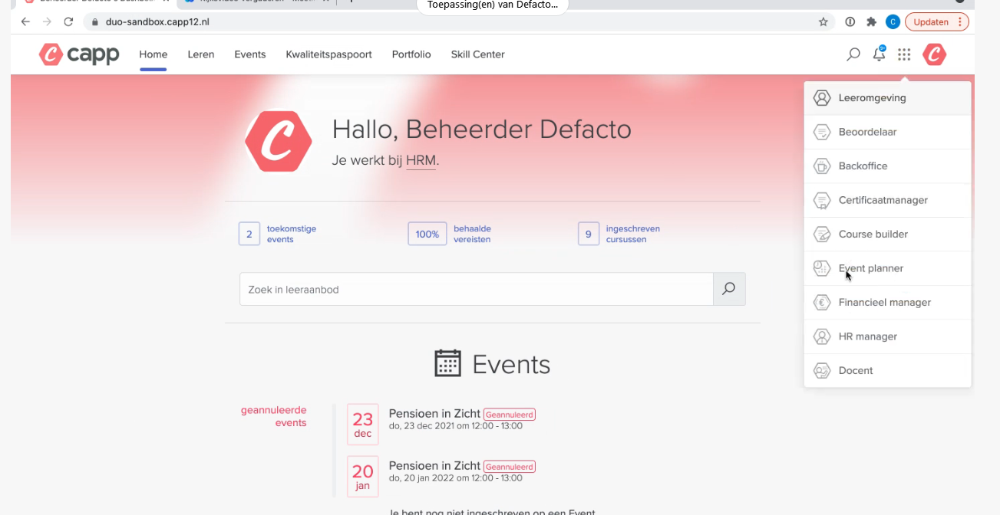 Toepassing(en) van Defacto...
duo-sandbox.capp12.nl
C
Updaten
capp
Home
Leren
Events
Kwaliteitspaspoort
Portfolio
Skill Center
9+
Leeromgeving
Beoordelaar
Backoffice
Certificaatmanager
Course builder
Event planner
Financieel manager
HR manager
Docent
Hallo, Beheerder Defacto
Je werkt bij HRM.
2
toekomstige
events
100%
behaalde
vereisten
9
ingeschreven
cursussen
Zoek in leeraanbod
Events
geannuleerde
events
23
dec
Pensioen in Zicht Geannuleerd
do, 23 dec 2021 om 12:00 - 13:00
20
jan
Pensioen in Zicht Geannuleerd
do, 20 jan 2022 om 12:00 - 13:00
Je bent nog niet ingeschreven op een Event